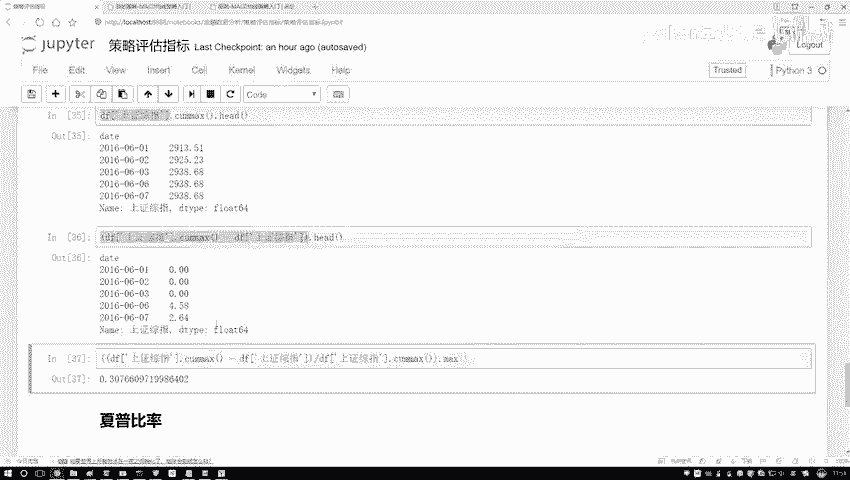 http://localhost:8888/notebooks/
jupyter 策略评估指标 Last Checkpoint: an hour ago (autosaved)
Logout
File Edit View Insert Cell Kernel Widgets Help
Trusted Python 3
Code
In [35]: df['上证综指'].cummax().head()
Out[35]: date
2016-06-01 2913.51
2016-06-02 2925.23
2016-06-03 2938.68
2016-06-06 2938.68
2016-06-07 2938.68
Name: 上证综指, dtype: float64
In [36]: (df['上证综指'].cummax() - df['上证综指']).head()
Out[36]: date
2016-06-01 0.00
2016-06-02 0.00
2016-06-03 0.00
2016-06-06 4.58
2016-06-07 2.64
Name: 上证综指, dtype: float64
In [37]: ((df['上证综指'].cummax() - df['上证综指'])/df['上证综指'].cummax()).max()
Out[37]: 0.3076609719986402
夏普比率